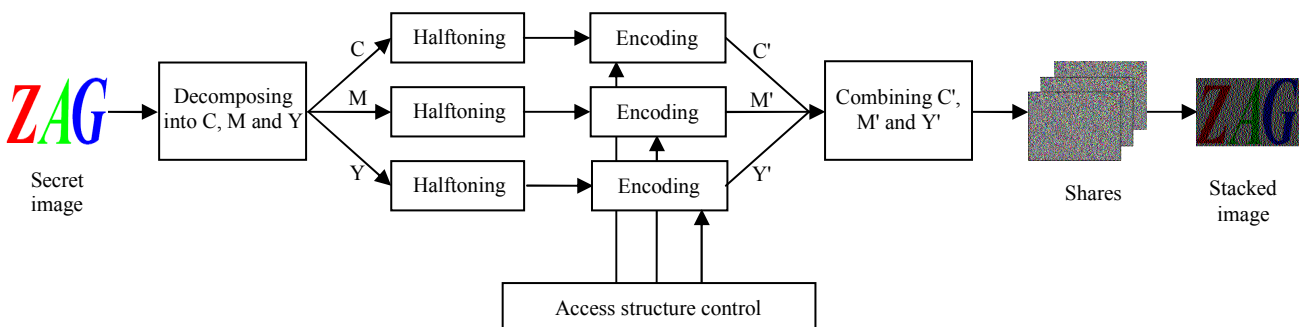 ZAG
Secret
image
Decomposing
into C, M and Y
C
M
Y
Halftoning
Halftoning
Halftoning
Encoding
Encoding
Encoding
C'
M'
Y'
Access structure control
Combining C',
M' and Y'
Shares
ZAG
Stacked
image